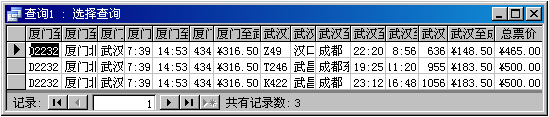 查询1 : 选择查询
厦门至 厦门 武汉 厦门至 厦门至 厦门 厦门至武 武汉 武汉 武汉 武汉至 武汉至 武汉 武汉至 总票价
D2232 厦门北 武汉 7:39 14:53 434 ¥316.50 Z49 汉口 成都 22:20 8:56 636 ¥148.50 ¥465.00
D2232 厦门北 武汉 7:39 14:53 434 ¥316.50 T246 武昌 成都东 19:25 11:20 955 ¥183.50 ¥500.00
D2232 厦门北 武汉 7:39 14:53 434 ¥316.50 K422 武昌 成都 23:12 16:48 1056 ¥183.50 ¥500.00
记录: 1 共有记录数: 3